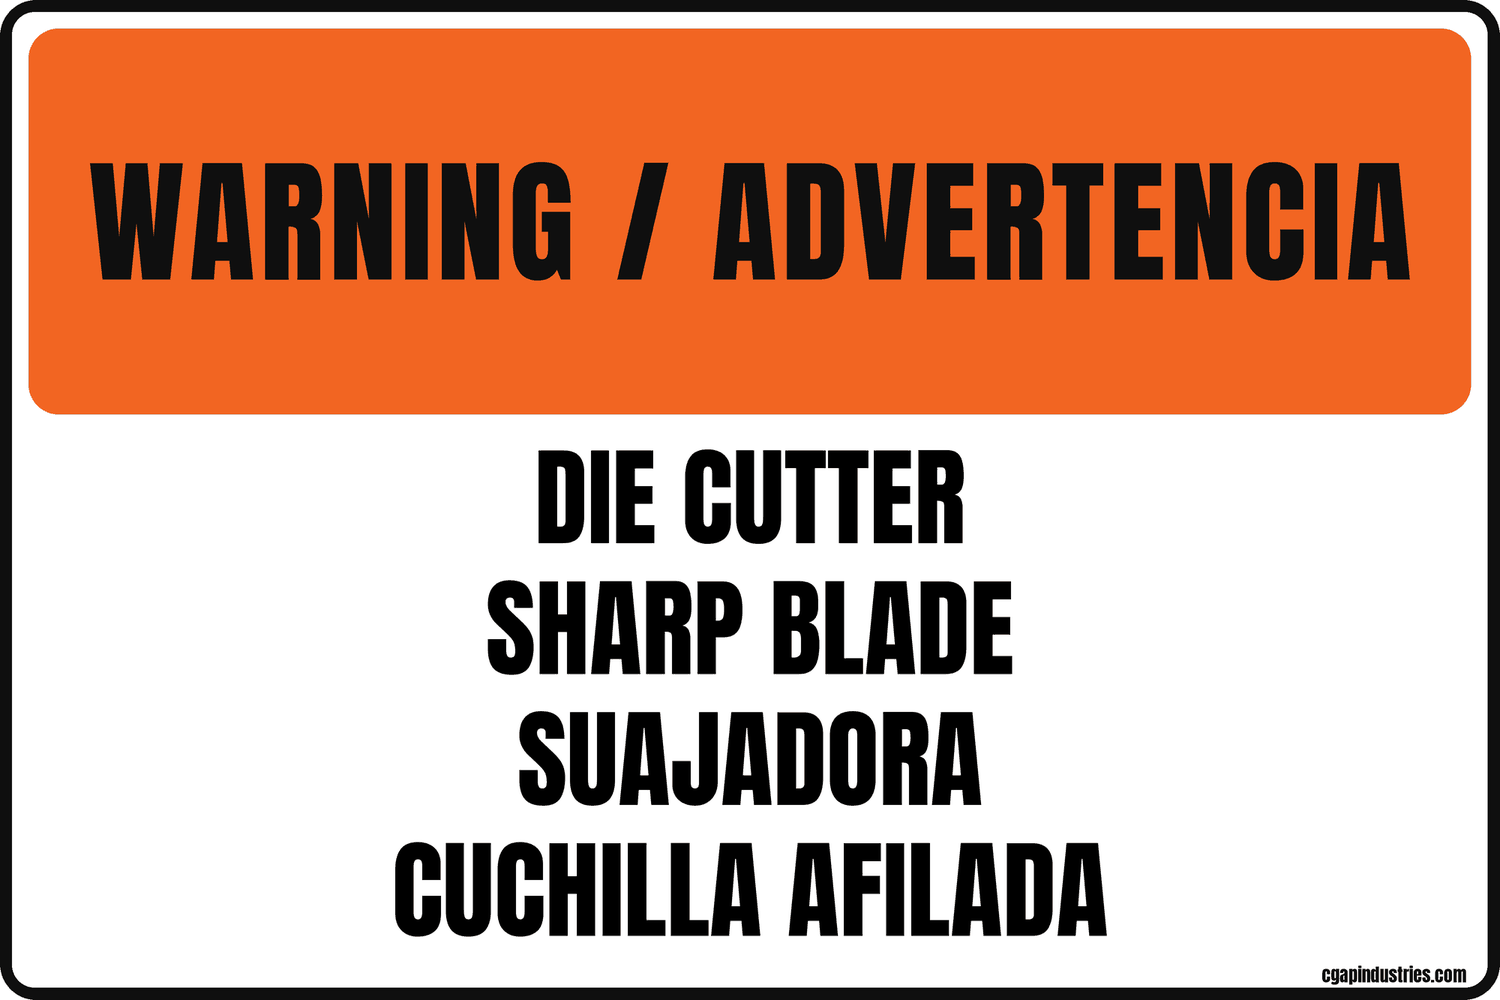 WARNING / ADVERTENCIA
DIE CUTTER
SHARP BLADE
SUAJADORA
CUCHILLA AFILADA
cgapindustries.com